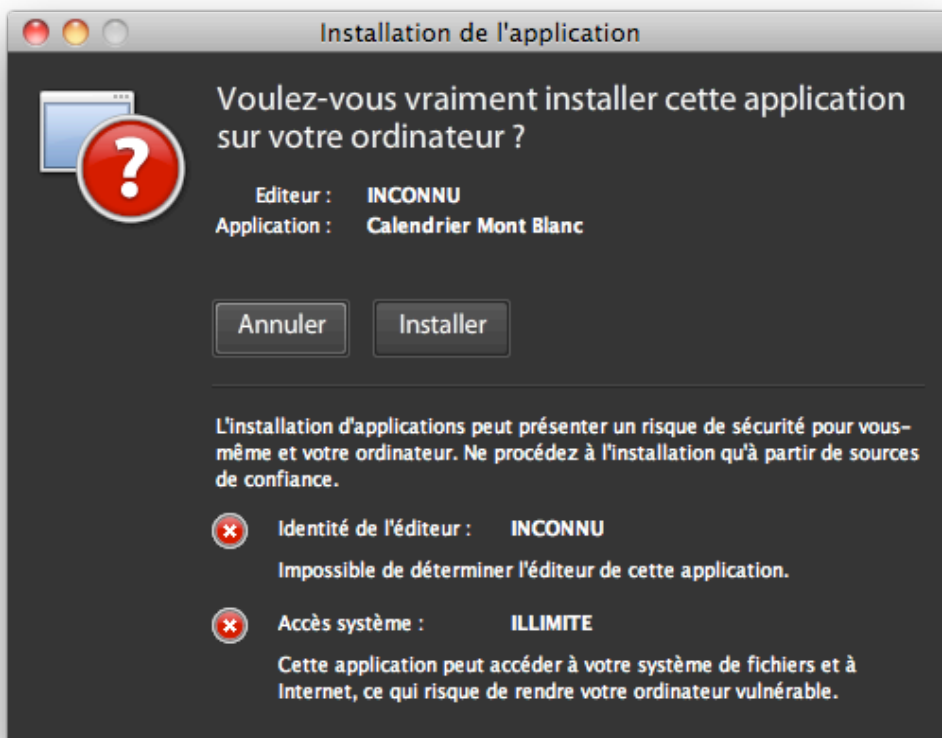 Installation de l'application
Voulez-vous vraiment installer cette application
sur votre ordinateur ?
Editeur : INCONNU
Application : Calendrier Mont Blanc
Annuler Installer
L'installation d'applications peut présenter un risque de sécurité pour vous-
même et votre ordinateur. Ne procédez à l'installation qu'à partir de sources
de confiance.
Identité de l'éditeur : INCONNU
Impossible de déterminer l'éditeur de cette application.
Accès système : ILLIMITE
Cette application peut accéder à votre système de fichiers et à
Internet, ce qui risque de rendre votre ordinateur vulnérable.